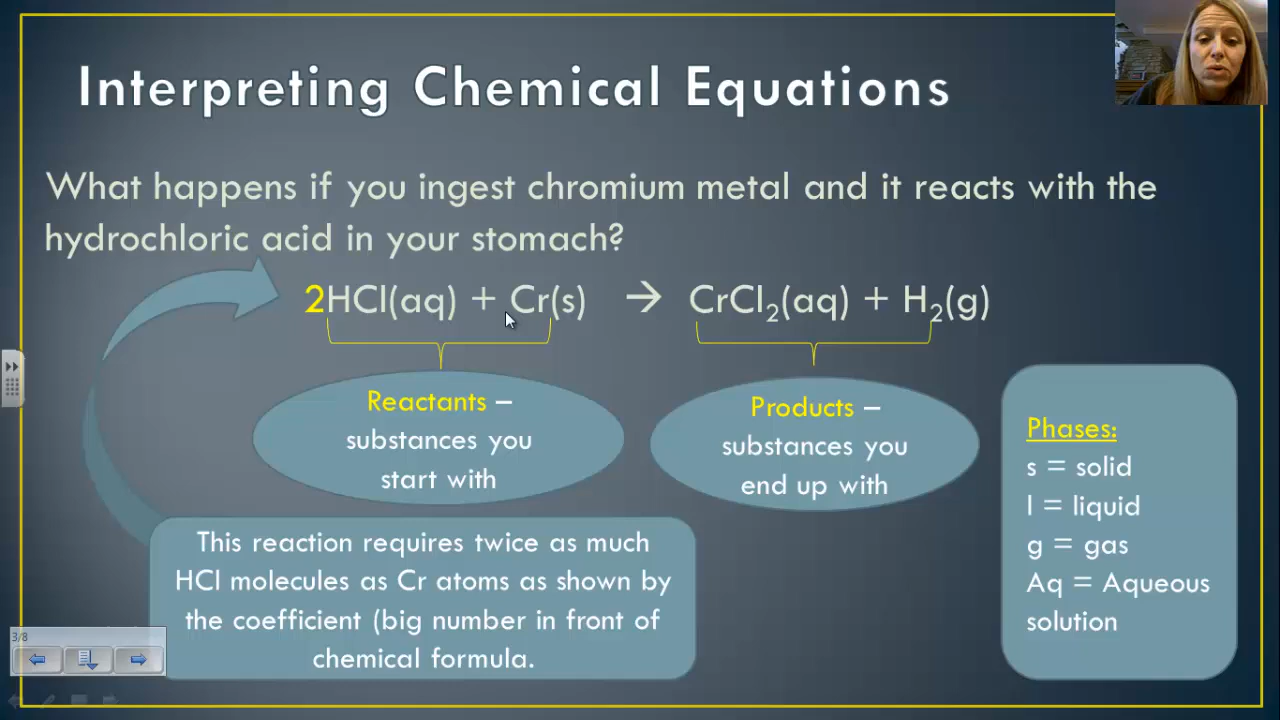 Interpreting Chemical Equations
What happens if you ingest chromium metal and it reacts with the
hydrochloric acid in your stomach?
2HCl(aq) + Cr(s) → CrCl₂(aq) + H₂(g)
Reactants –
substances you
start with
Products –
substances you
end up with
Phases:
s = solid
l = liquid
g = gas
Aq = Aqueous
solution
This reaction requires twice as much
HCl molecules as Cr atoms as shown by
the coefficient (big number in front of
chemical formula.
3/8